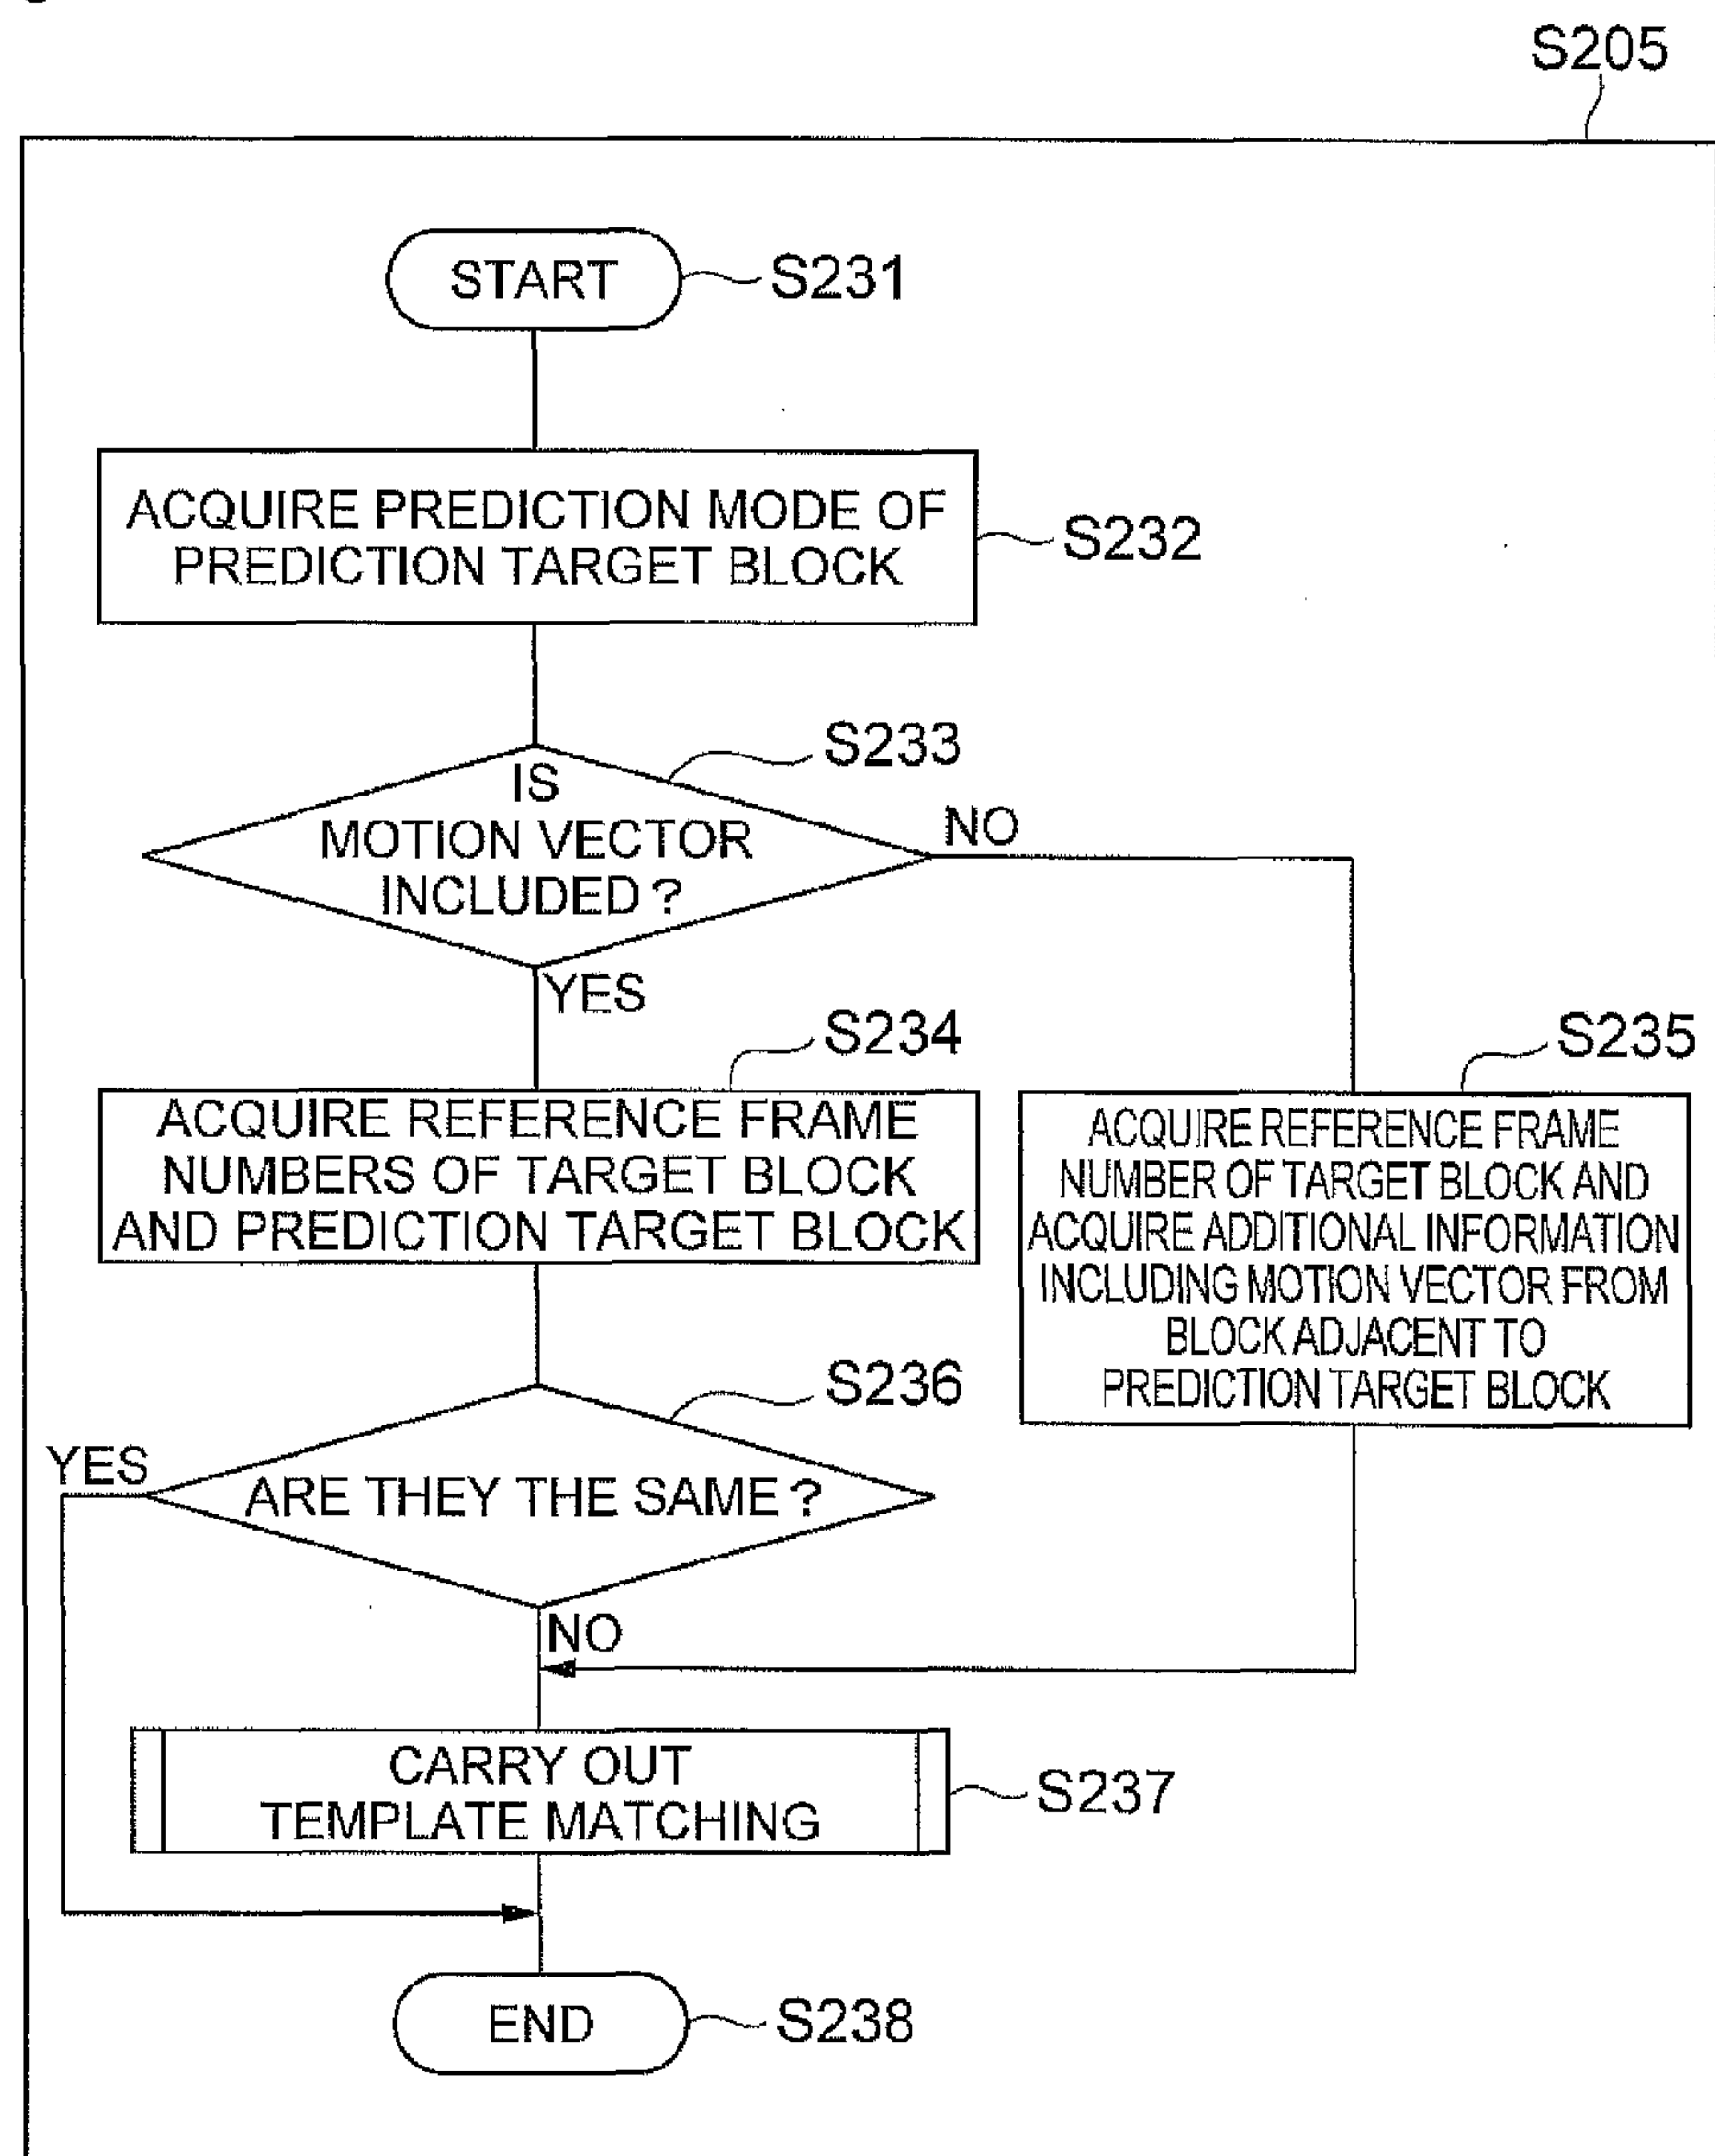 S205
START
S231
ACQUIRE PREDICTION MODE OF
PREDICTION TARGET BLOCK
S232
S233
IS
MOTION VECTOR
INCLUDED?
NO
YES
S234
ACQUIRE REFERENCE FRAME
NUMBERS OF TARGET BLOCK
AND PREDICTION TARGET BLOCK
S235
ACQUIRE REFERENCE FRAME
NUMBER OF TARGET BLOCK AND
ACQUIRE ADDITIONAL INFORMATION
INCLUDING MOTION VECTOR FROM
BLOCK ADJACENT TO
PREDICTION TARGET BLOCK
S236
YES
ARE THEY THE SAME?
NO
CARRY OUT
TEMPLATE MATCHING
S237
END
S238